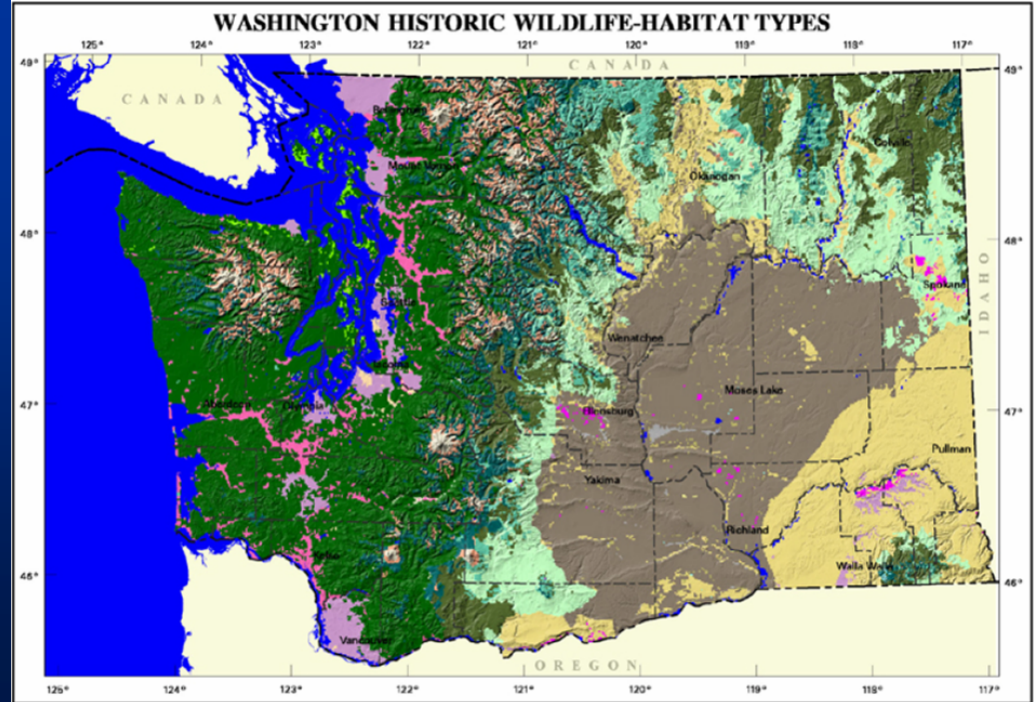 WASHINGTON HISTORIC WILDLIFE-HABITAT TYPES
125° 124° 123° 122° 121° 120° 119° 118° 117°
49° CANADA 49°
CANADA
Colville
Okanogan
48° 48°
Spokane
IDAHO
Seattle
Wenatchee
Tacoma
Moses Lake
47° Aberdeen Olympia Ellensburg 47°
Pullman
Yakima
Richland
Kelso
Walla Walla
46° 46°
Vancouver
OREGON
125° 124° 123° 122° 121° 120° 119° 118° 117°